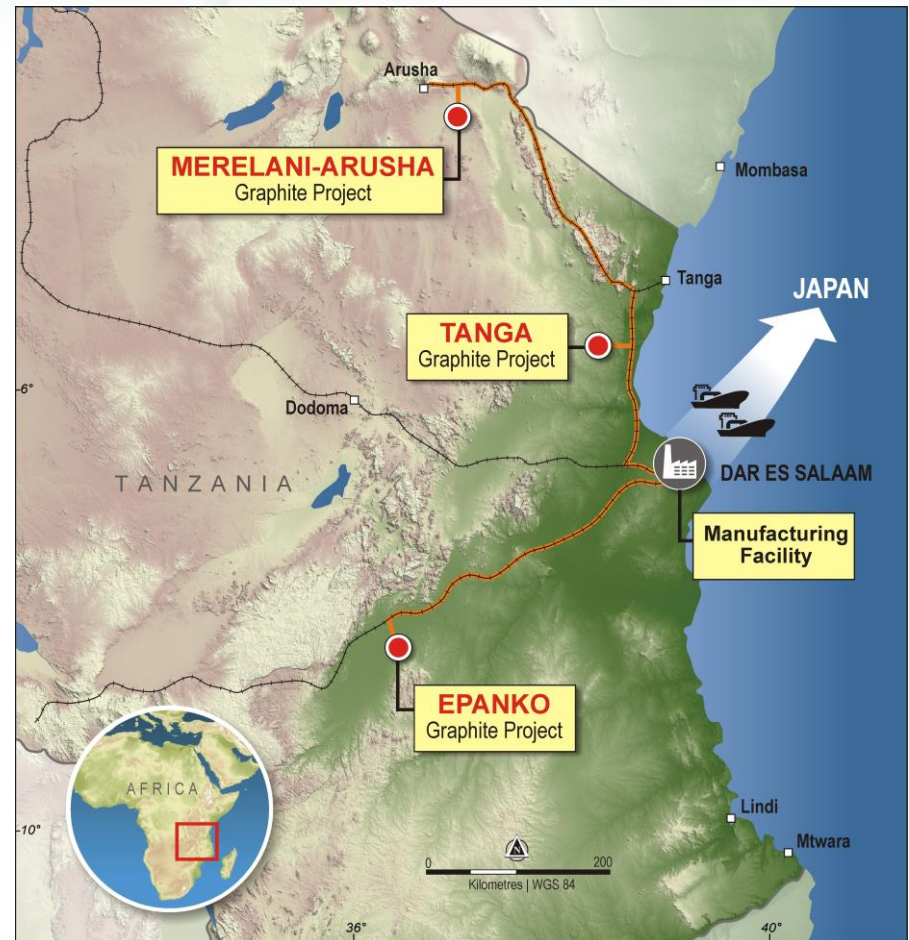 Arusha
MERELANI-ARUSHA
Graphite Project
Mombasa
Tanga
JAPAN
TANGA
Graphite Project
-6°
Dodoma
TANZANIA
DAR ES SALAAM
Manufacturing
Facility
EPANKO
Graphite Project
AFRICA
-10°
Lindi
Mtwara
N
0 200
Kilometres | WGS 84
36° 40°